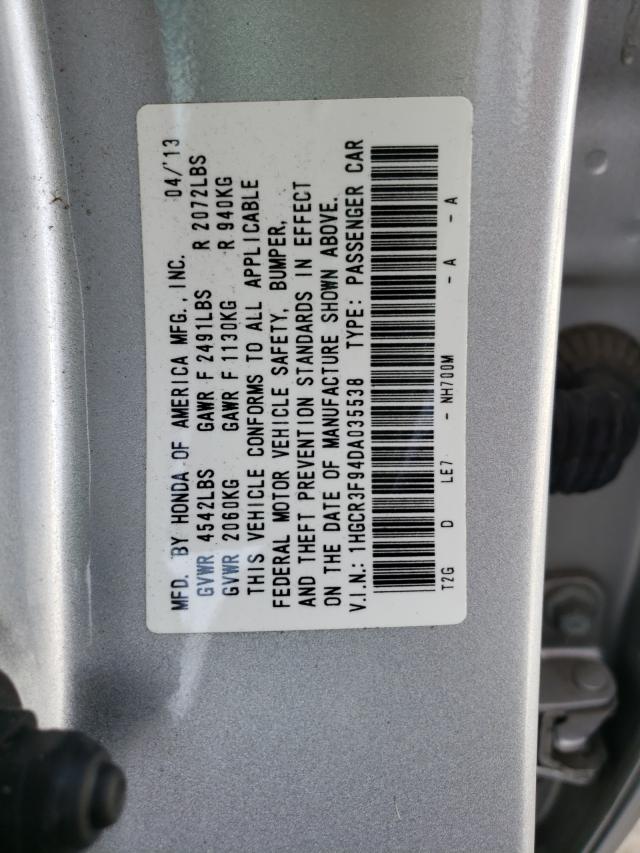 MFD. BY HONDA OF AMERICA MFG., INC. 04/'13
GVWR 4542LBS GAWR F 2491LBS R 2072LBS
GVWR 2060KG GAWR F 1130KG R 940KG
THIS VEHICLE CONFORMS TO ALL APPLICABLE
FEDERAL MOTOR VEHICLE SAFETY, BUMPER,
AND THEFT PREVENTION STANDARDS IN EFFECT
ON THE DATE OF MANUFACTURE SHOWN ABOVE.
V.I.N.: 1HGCR3F94DA035538 TYPE: PASSENGER CAR
T2G D LE7 - NH700M - A - A